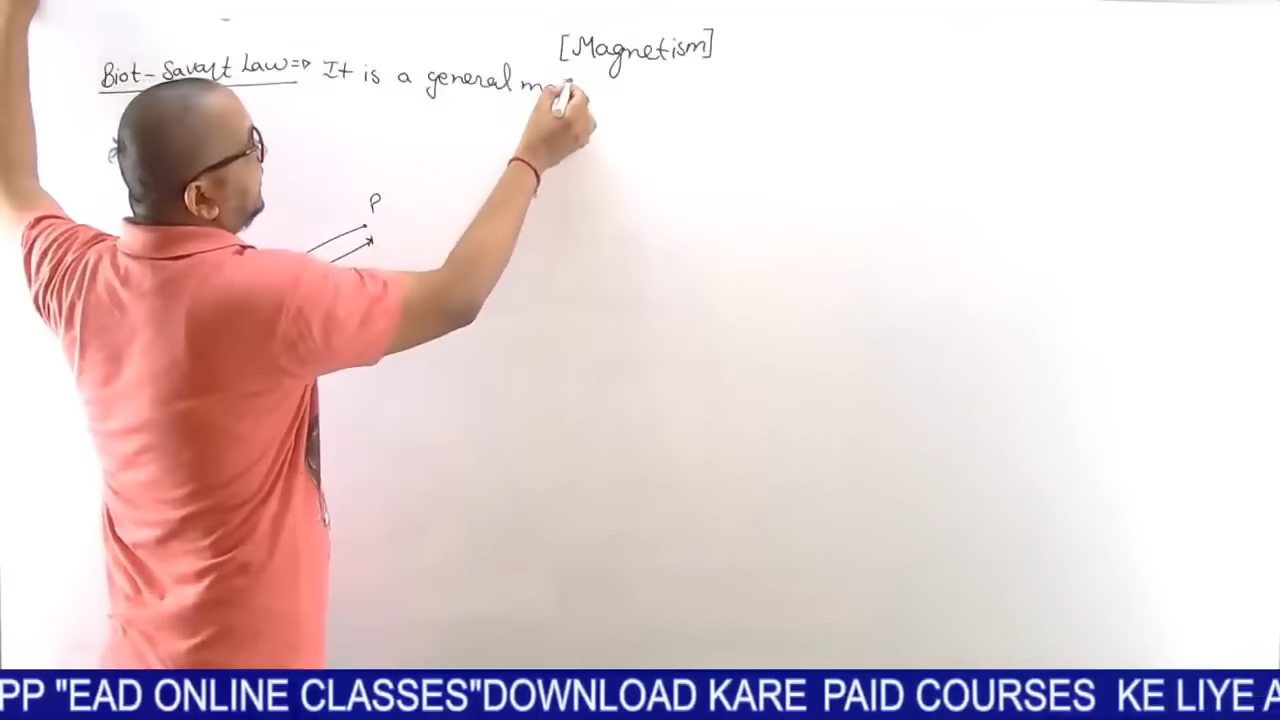 [Magnetism]
Biot-Savart Law => It is a general
P
PP "EAD ONLINE CLASSES"DOWNLOAD KARE PAID COURSES KE LIYE A